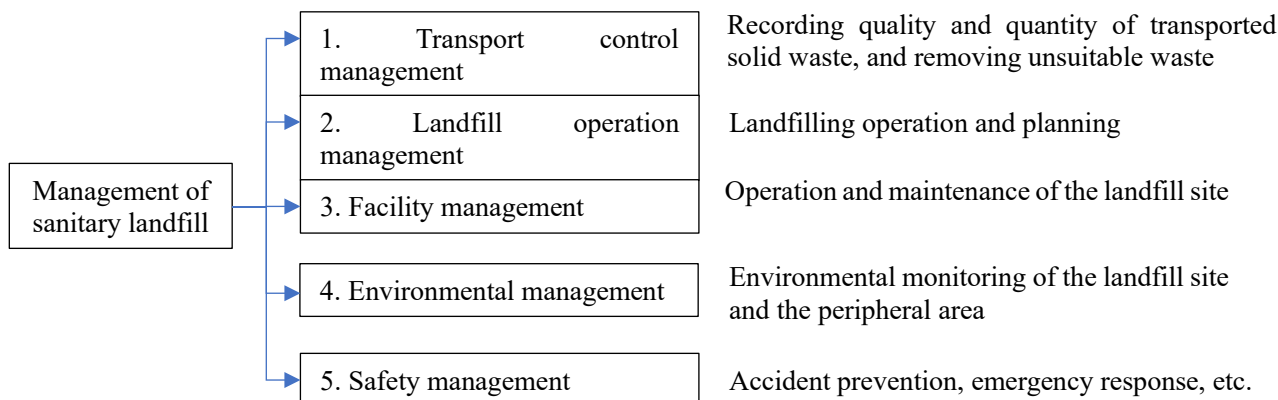 Management of
sanitary landfill
1. Transport control
management
Recording quality and quantity of transported
solid waste, and removing unsuitable waste
2. Landfill operation
management
Landfilling operation and planning
3. Facility management
Operation and maintenance of the landfill site
4. Environmental management
Environmental monitoring of the landfill site
and the peripheral area
5. Safety management
Accident prevention, emergency response, etc.